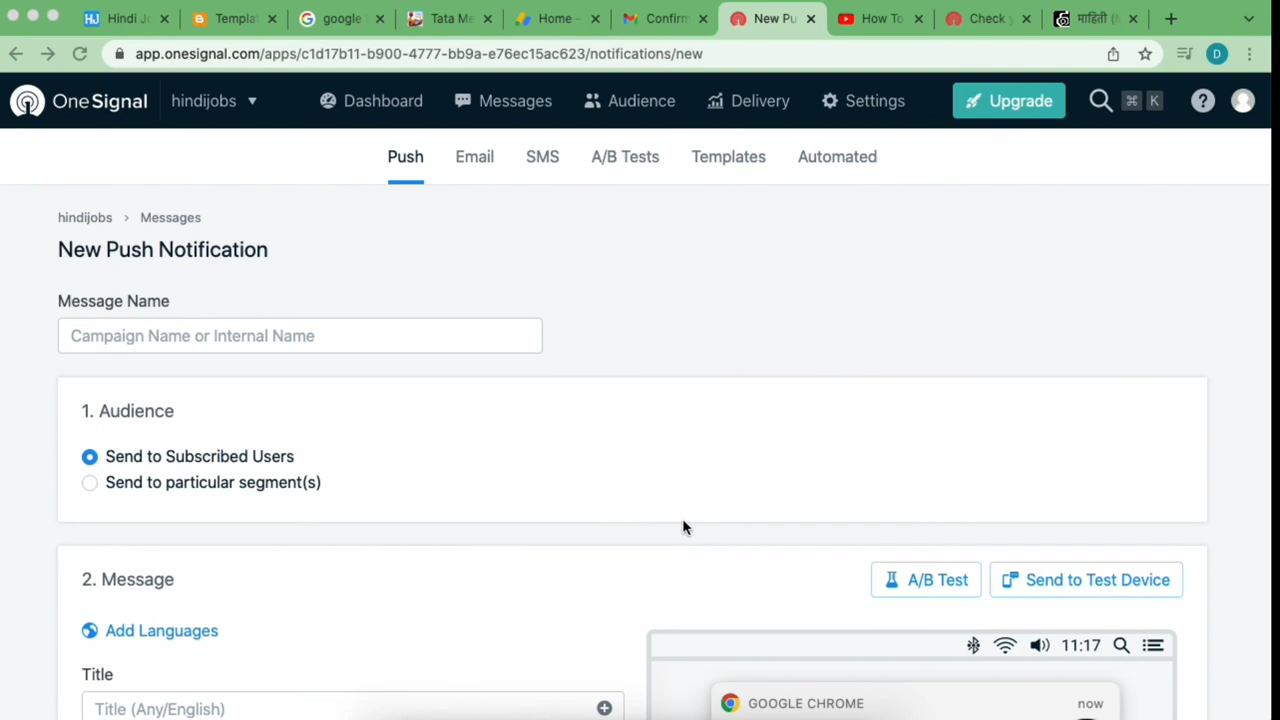 Hindi Jo
Templat
google
Tata Me
Home –
Confirm
New Pu
How To
Check
माहिती
app.onesignal.com/apps/c1d17b11-b900-4777-bb9a-e76ec15ac623/notifications/new
D
OneSignal
hindijobs
Dashboard
Messages
Audience
Delivery
Settings
Upgrade
⌘ K
?
Push
Email
SMS
A/B Tests
Templates
Automated
hindijobs > Messages
New Push Notification
Message Name
Campaign Name or Internal Name
1. Audience
Send to Subscribed Users
Send to particular segment(s)
2. Message
A/B Test
Send to Test Device
Add Languages
11:17
Title
Title (Any/English)
GOOGLE CHROME
now